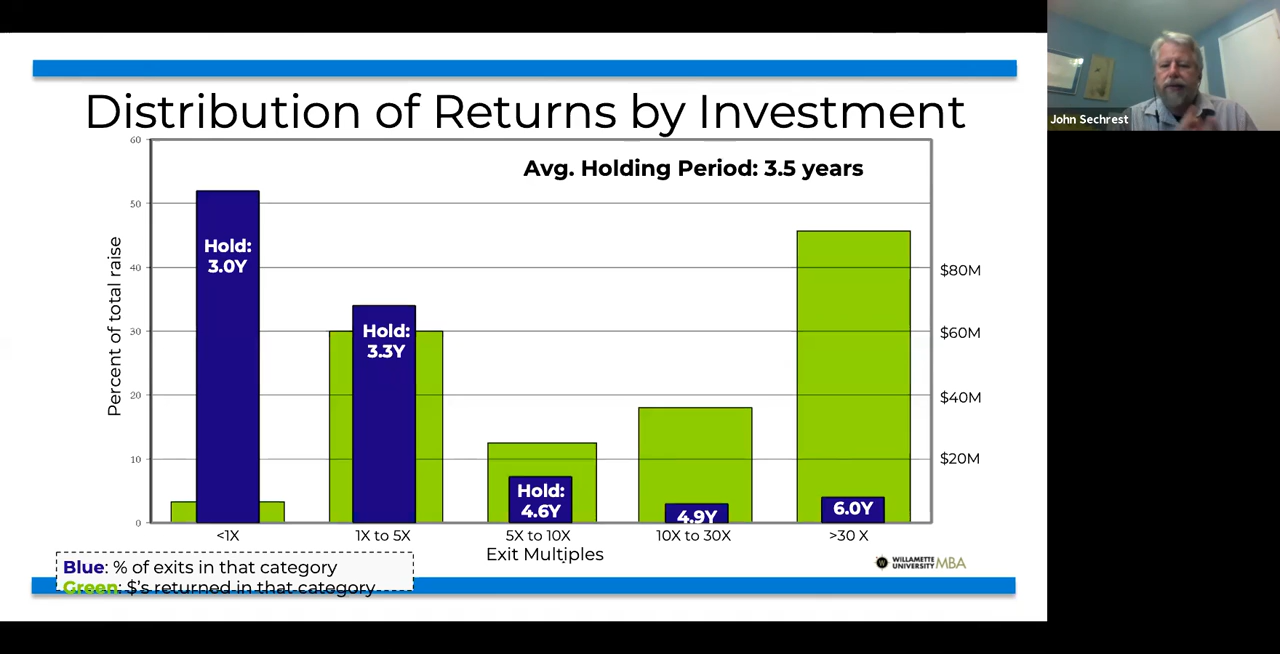 Distribution of Returns by Investment
John Sechrest
Avg. Holding Period: 3.5 years
60
50
40
30
20
10
0
Percent of total raise
Hold:
3.0Y
Hold:
3.3Y
Hold:
4.6Y
4.9Y
6.0Y
$80M
$60M
$40M
$20M
<1X
1X to 5X
5X to 10X
10X to 30X
>30 X
Exit Multiples
Blue: % of exits in that category
Green: $'s returned in that category
W
WILLAMETTE
UNIVERSITY MBA